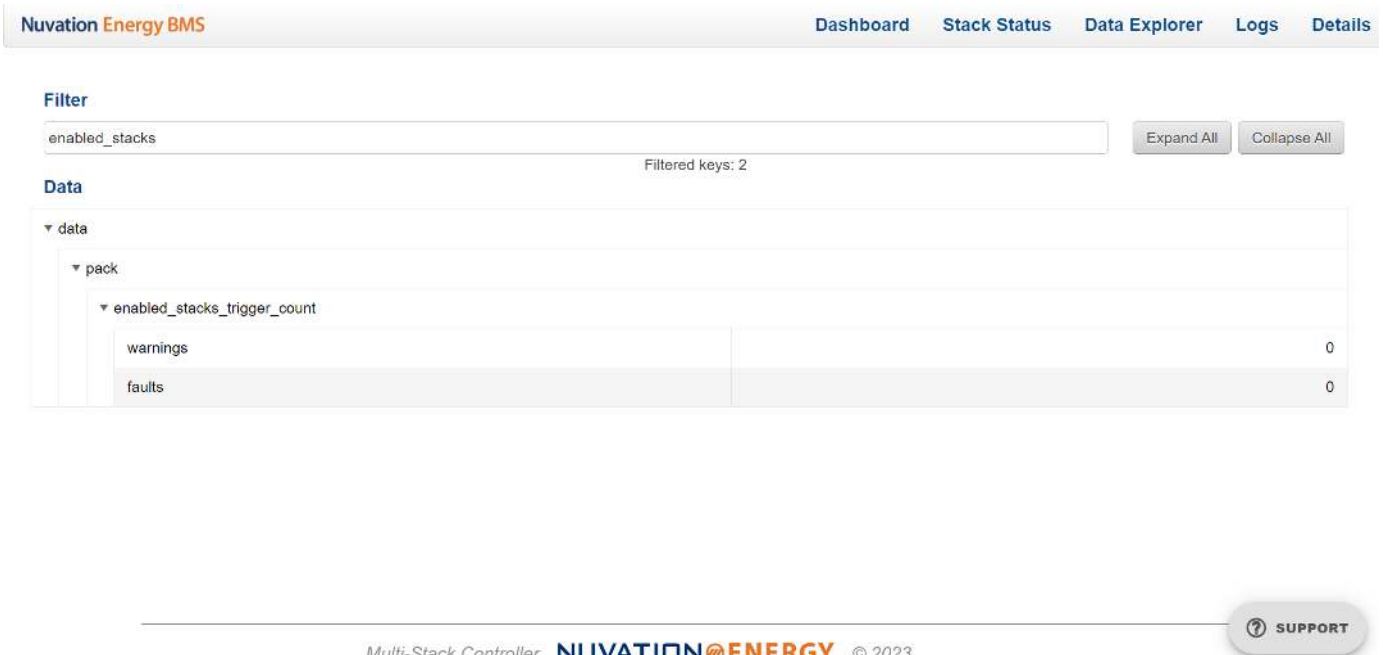 Nuvation Energy BMS Dashboard Stack Status Data Explorer Logs Details
Filter
enabled_stacks Expand All Collapse All
Filtered keys: 2
Data
data
pack
enabled_stacks_trigger_count
warnings 0
faults 0
SUPPORT
Multi-Stack Controller NUVATION ENERGY © 2023